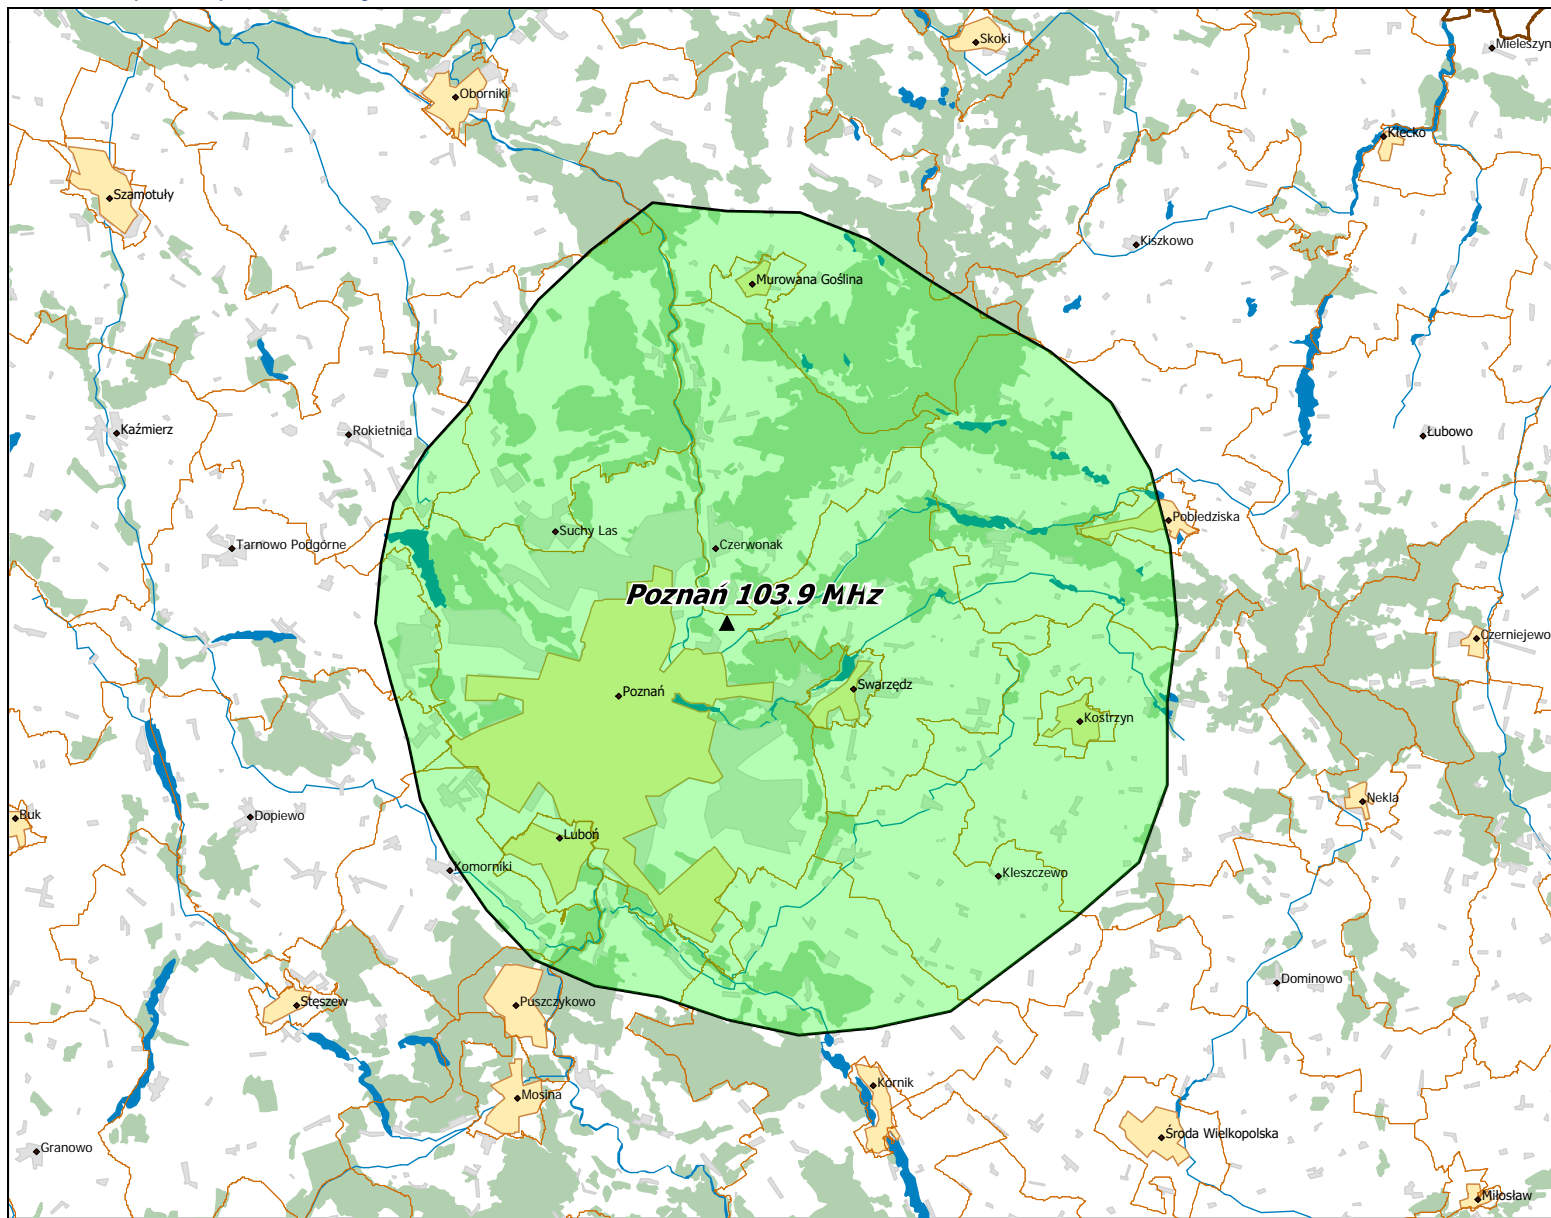 Skoki
Mieleszyn
Oborniki
Kłecko
Szamotuły
Kiszkowo
Murowana Goślina
Kaźmierz
Rokietnica
Łubowo
Pobiedziska
Suchy Las
Tarnowo Podgórne
Czerwonak
Poznań 103.9 MHz
Czerniejewo
Swarzędz
Poznań
Kostrzyn
Nekla
Buk
Dopiewo
Luboń
Komorniki
Kleszczewo
Dominowo
Stęszew
Puszczykowo
Kórnik
Mosina
Środa Wielkopolska
Granowo
Miłosław